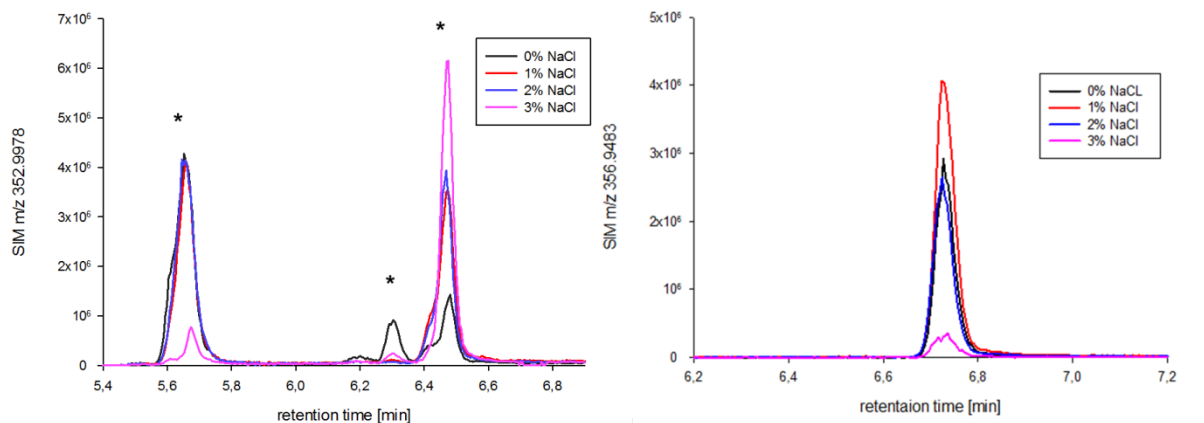 7x10⁶
6x10⁶
5x10⁶
4x10⁶
3x10⁶
2x10⁶
10⁶
0
SIM m/z 352.9978
*
*
*
0% NaCl
1% NaCl
2% NaCl
3% NaCl
5,4 5,6 5,8 6,0 6,2 6,4 6,6 6,8
retention time [min]
5x10⁶
4x10⁶
3x10⁶
2x10⁶
10⁶
0
SIM m/z 356.9483
0% NaCL
1% NaCl
2% NaCl
3% NaCl
6,2 6,4 6,6 6,8 7,0 7,2
retentaion time [min]